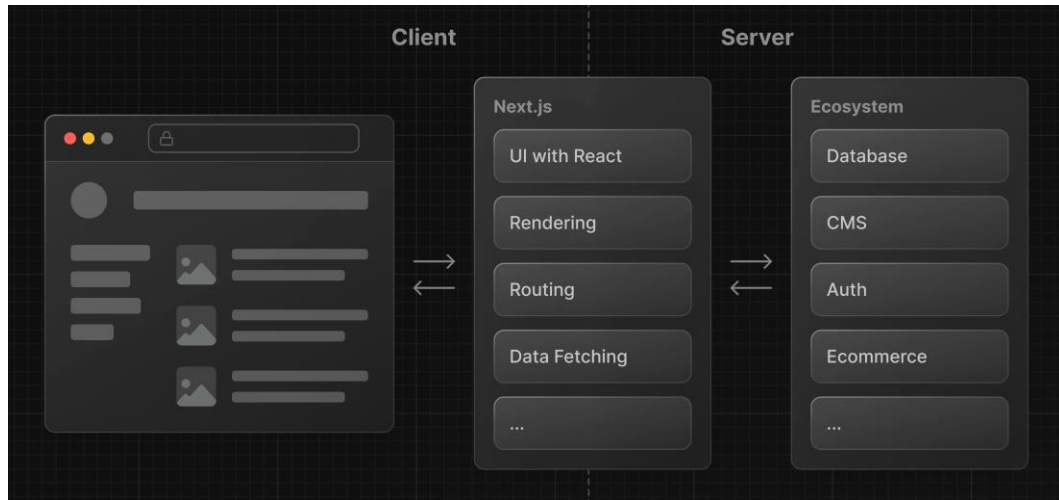 Client
Server
Next.js
UI with React
Rendering
Routing
Data Fetching
...
Ecosystem
Database
CMS
Auth
Ecommerce
...